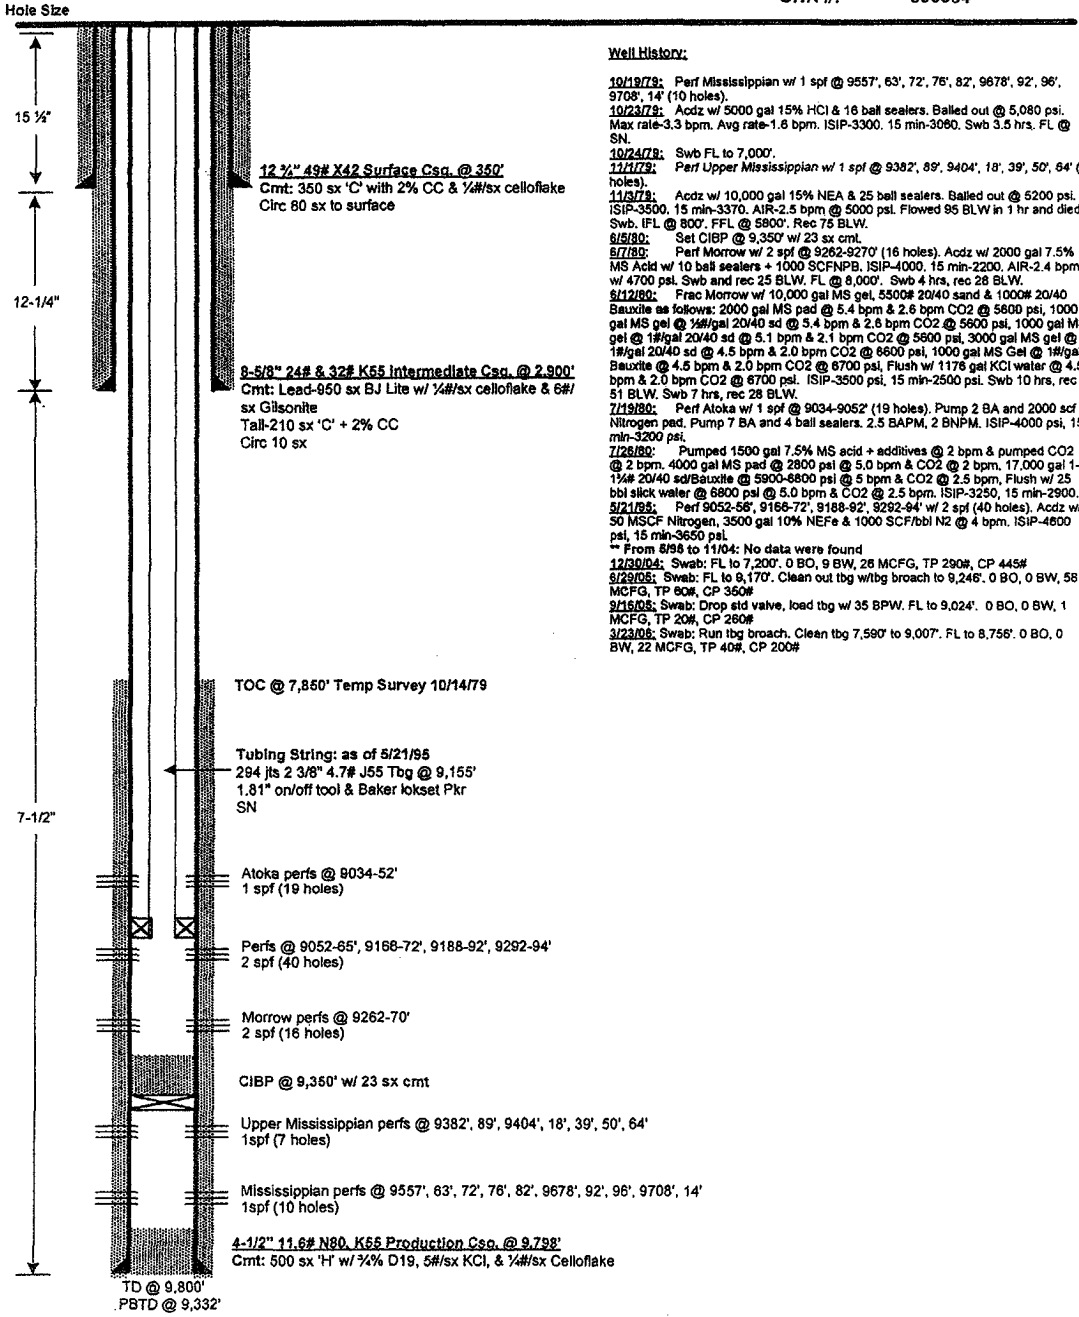 Hole Size
15 ½"
12 ¾" 49# X42 Surface Csg. @ 350'
Cmt: 350 sx 'C' with 2% CC & ¼#/sx celloflake
Circ 80 sx to surface
12-1/4"
8-5/8" 24# & 32# K55 Intermediate Csg. @ 2,900'
Cmt: Lead-950 sx BJ Lite w/ ¼#/sx celloflake & 6#/
sx Gilsonite
Tail-210 sx 'C' + 2% CC
Circ 10 sx
TOC @ 7,850' Temp Survey 10/14/79
Tubing String: as of 5/21/95
294 jts 2 3/8" 4.7# J55 Tbg @ 9,155'
1.81" on/off tool & Baker lokset Pkr
SN
7-1/2"
Atoka perfs @ 9034-52'
1 spf (19 holes)
Perfs @ 9052-65', 9166-72', 9188-92', 9292-94'
2 spf (40 holes)
Morrow perfs @ 9262-70'
2 spf (16 holes)
CIBP @ 9,350' w/ 23 sx cmt
Upper Mississippian perfs @ 9382', 89', 9404', 18', 39', 50', 64'
1spf (7 holes)
Mississippian perfs @ 9557', 63', 72', 76', 82', 9678', 92', 96', 9708', 14'
1spf (10 holes)
4-1/2" 11.6# N80, K55 Production Csg. @ 9,798'
Cmt: 500 sx 'H' w/ ¾% D19, 5#/sx KCl, & ¼#/sx Celloflake
TD @ 9,800'
PBTD @ 9,332'
Well History:
10/19/79: Perf Mississippian w/ 1 spf @ 9557', 63', 72', 76', 82', 9678', 92', 96',
9708', 14' (10 holes).
10/23/79: Acdz w/ 5000 gal 15% HCl & 16 ball sealers. Balled out @ 5,080 psi.
Max rate-3.3 bpm. Avg rate-1.6 bpm. ISIP-3300. 15 min-3060. Swb 3.5 hrs. FL @
SN.
10/24/79: Swb FL to 7,000'.
11/1/79: Perf Upper Mississippian w/ 1 spf @ 9382', 89', 9404', 18', 39', 50', 64' (
holes).
11/3/79: Acdz w/ 10,000 gal 15% NEA & 25 ball sealers. Balled out @ 5200 psi.
ISIP-3500. 15 min-3370. AIR-2.5 bpm @ 5000 psi. Flowed 95 BLW in 1 hr and died
Swb. IFL @ 800'. FFL @ 5800'. Rec 75 BLW.
6/5/80: Set CIBP @ 9,350' w/ 23 sx cmt.
6/7/80: Perf Morrow w/ 2 spf @ 9262-9270' (16 holes). Acdz w/ 2000 gal 7.5%
MS Acid w/ 10 ball sealers + 1000 SCFNPB. ISIP-4000. 15 min-2200. AIR-2.4 bpm
w/ 4700 psi. Swb and rec 25 BLW. FL @ 8,000'. Swb 4 hrs, rec 28 BLW.
6/12/80: Frac Morrow w/ 10,000 gal MS gel, 5500# 20/40 sand & 1000# 20/40
Bauxite as follows: 2000 gal MS pad @ 5.4 bpm & 2.6 bpm CO2 @ 5600 psi, 1000
gal MS gel @ ½#/gal 20/40 sd @ 5.4 bpm & 2.6 bpm CO2 @ 5600 psi, 1000 gal M
gel @ 1#/gal 20/40 sd @ 5.1 bpm & 2.1 bpm CO2 @ 5600 psi, 3000 gal MS gel @
1#/gal 20/40 sd @ 4.5 bpm & 2.0 bpm CO2 @ 6600 psi, 1000 gal MS Gel @ 1#/ga
Bauxite @ 4.5 bpm & 2.0 bpm CO2 @ 6700 psi, Flush w/ 1176 gal KCl water @ 4.5
bpm & 2.0 bpm CO2 @ 6700 psi. ISIP-3500 psi, 15 min-2500 psi. Swb 10 hrs, rec
51 BLW. Swb 7 hrs, rec 28 BLW.
7/19/80: Perf Atoka w/ 1 spf @ 9034-9052' (19 holes). Pump 2 BA and 2000 scf
Nitrogen pad. Pump 7 BA and 4 ball sealers. 2.5 BAPM, 2 BNPM. ISIP-4000 psi, 15
min-3200 psi.
7/26/80: Pumped 1500 gal 7.5% MS acid + additives @ 2 bpm & pumped CO2
@ 2 bpm. 4000 gal MS pad @ 2800 psi @ 5.0 bpm & CO2 @ 2 bpm. 17,000 gal 1-
1¼# 20/40 sd/Bauxite @ 5900-6800 psi @ 5 bpm & CO2 @ 2.5 bpm, Flush w/ 25
bbl slick water @ 6800 psi @ 5.0 bpm & CO2 @ 2.5 bpm. ISIP-3250, 15 min-2900.
5/21/95: Perf 9052-56', 9166-72', 9188-92', 9292-94' w/ 2 spf (40 holes). Acdz w/
50 MSCF Nitrogen, 3500 gal 10% NEFe & 1000 SCF/bbl N2 @ 4 bpm. ISIP-4600
psi, 15 min-3650 psi.
** From 5/95 to 11/04: No data were found
12/30/04: Swab: FL to 7,200'. 0 BO, 9 BW, 26 MCFG, TP 290#, CP 445#
6/29/05: Swab: FL to 9,170'. Clean out tbg w/tbg broach to 9,246'. 0 BO, 0 BW, 58
MCFG, TP 60#, CP 350#
9/16/05: Swab: Drop std valve, load tbg w/ 35 BPW. FL to 9,024'. 0 BO, 0 BW, 1
MCFG, TP 20#, CP 260#
3/23/06: Swab: Run tbg broach. Clean tbg 7,590' to 9,007'. FL to 8,756'. 0 BO, 0
BW, 22 MCFG, TP 40#, CP 200#